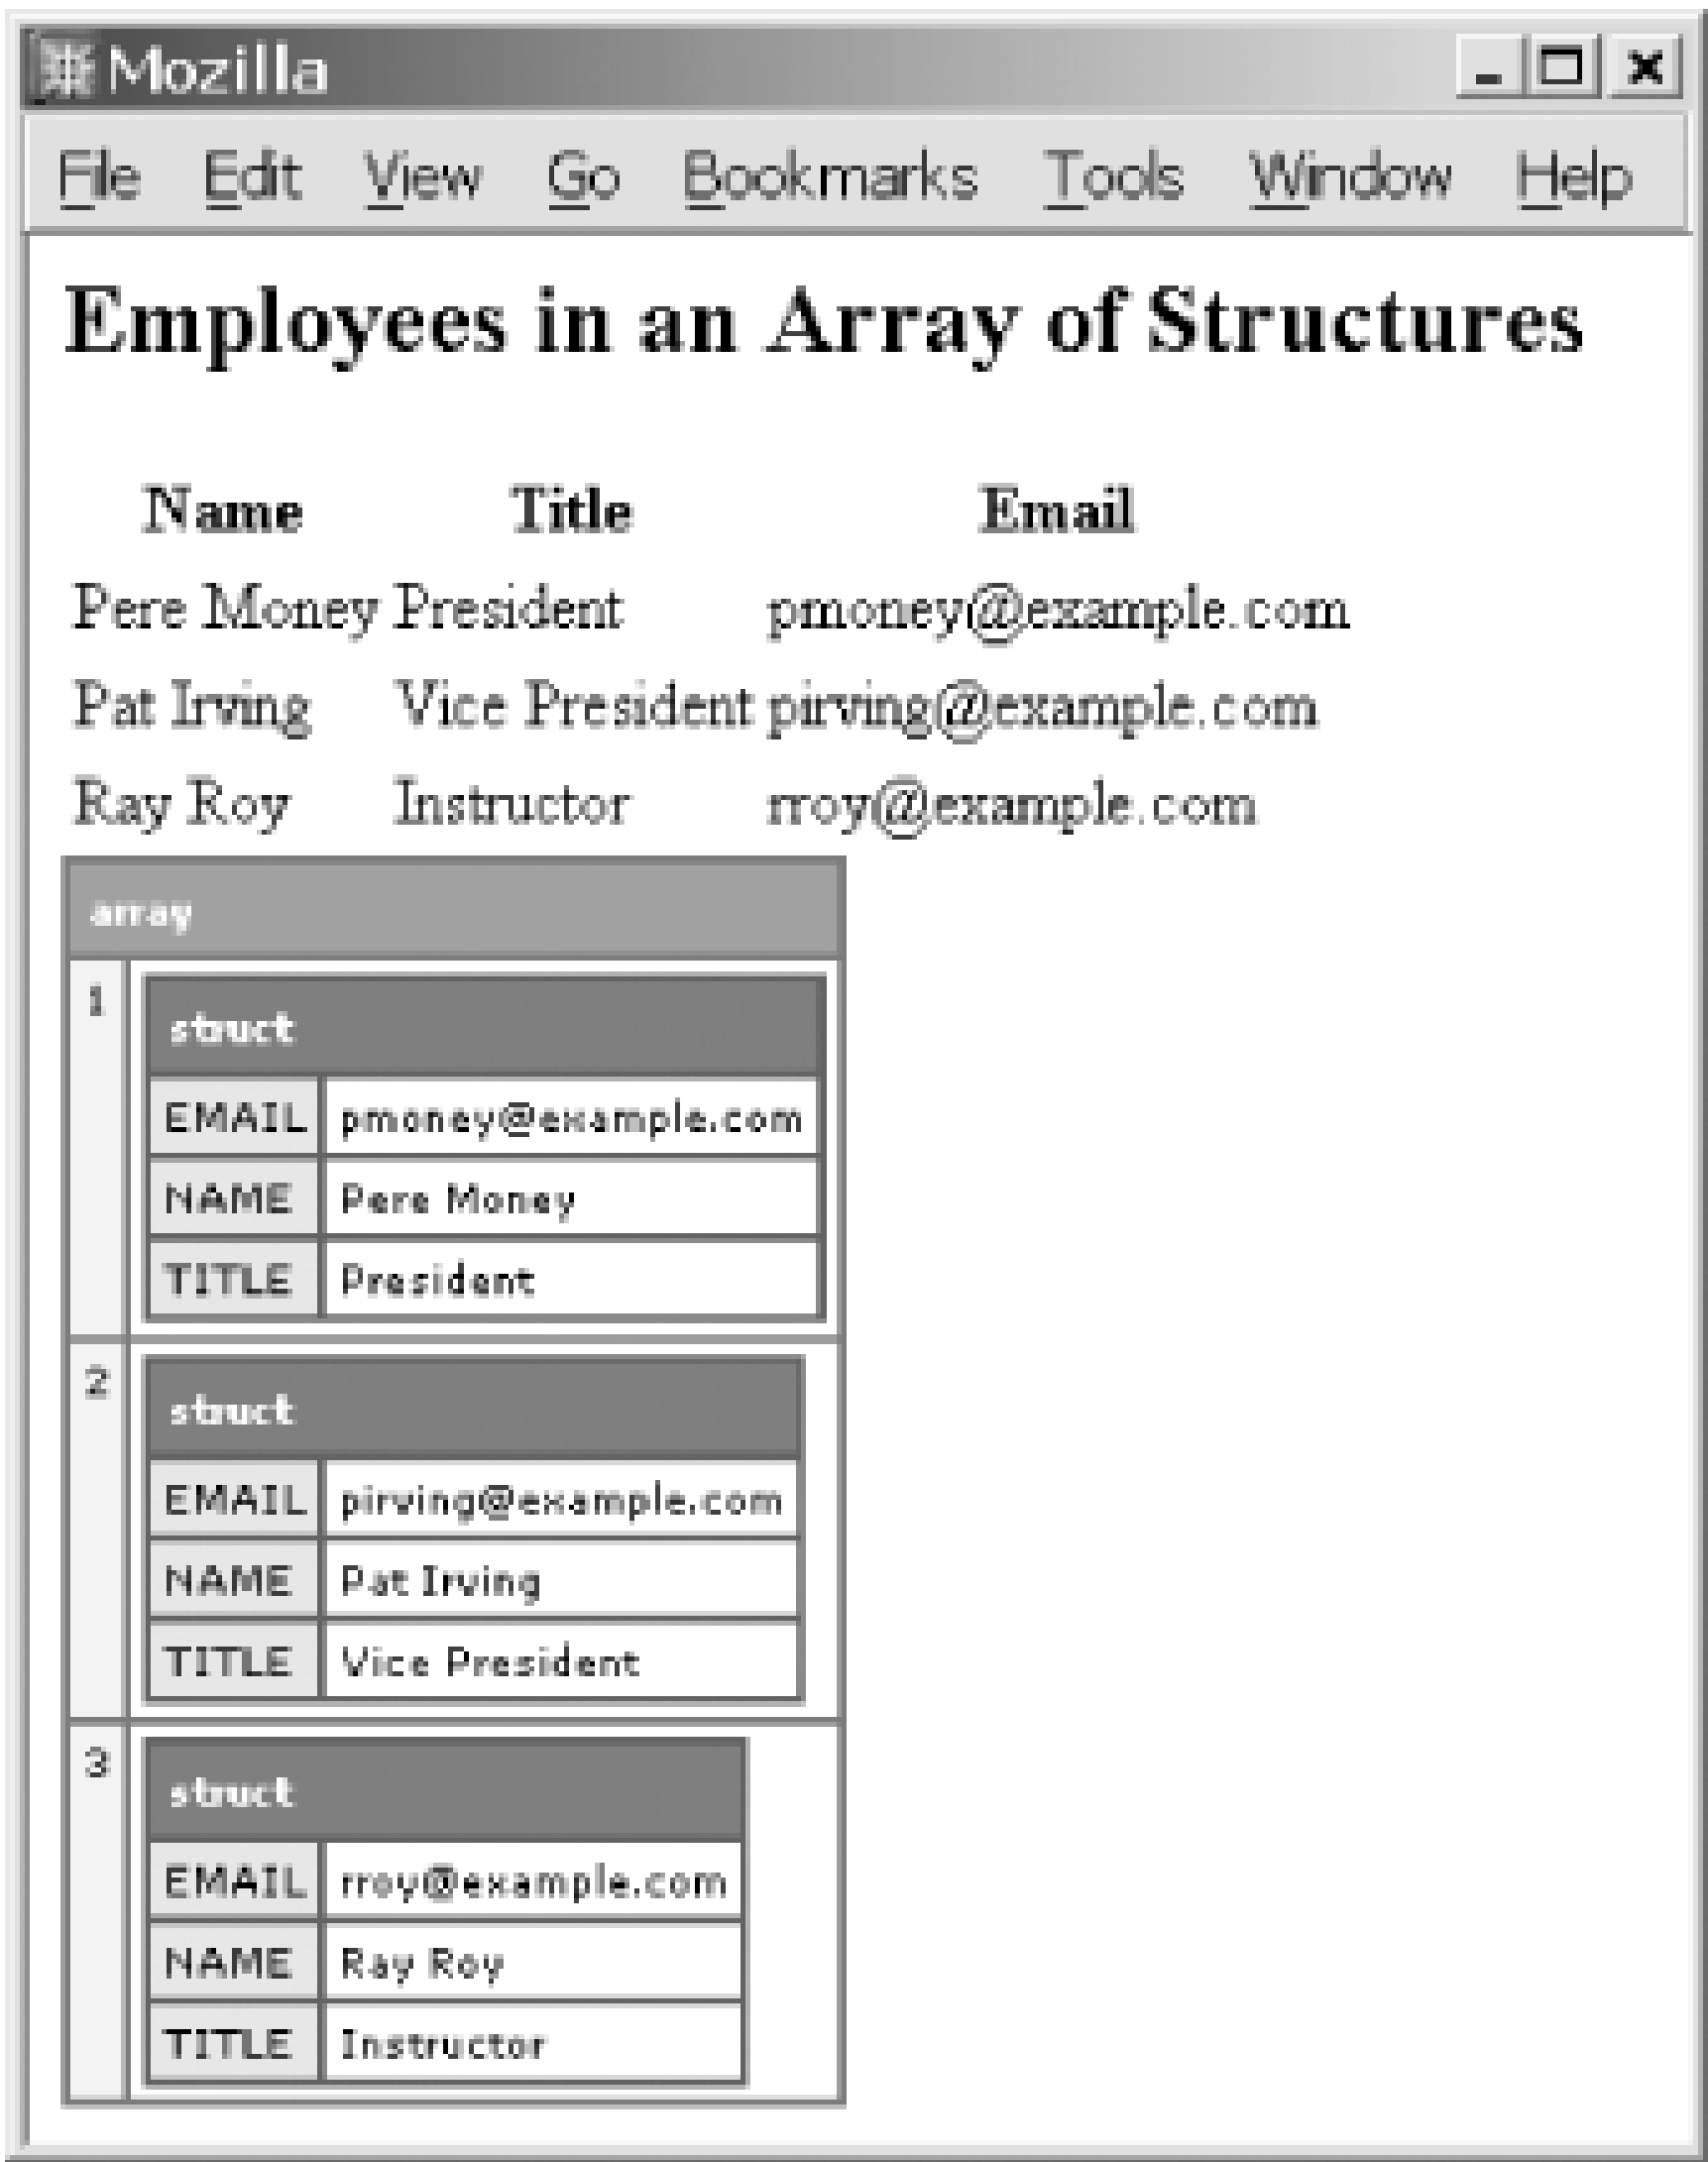 Mozilla
File Edit View Go Bookmarks Tools Window Help
Employees in an Array of Structures
Name Title Email
Pere Money President pmoney@example.com
Pat Irving Vice President pirving@example.com
Ray Roy Instructor rroy@example.com
array
1
struct
EMAIL pmoney@example.com
NAME Pere Money
TITLE President
2
struct
EMAIL pirving@example.com
NAME Pat Irving
TITLE Vice President
3
struct
EMAIL rroy@example.com
NAME Ray Roy
TITLE Instructor